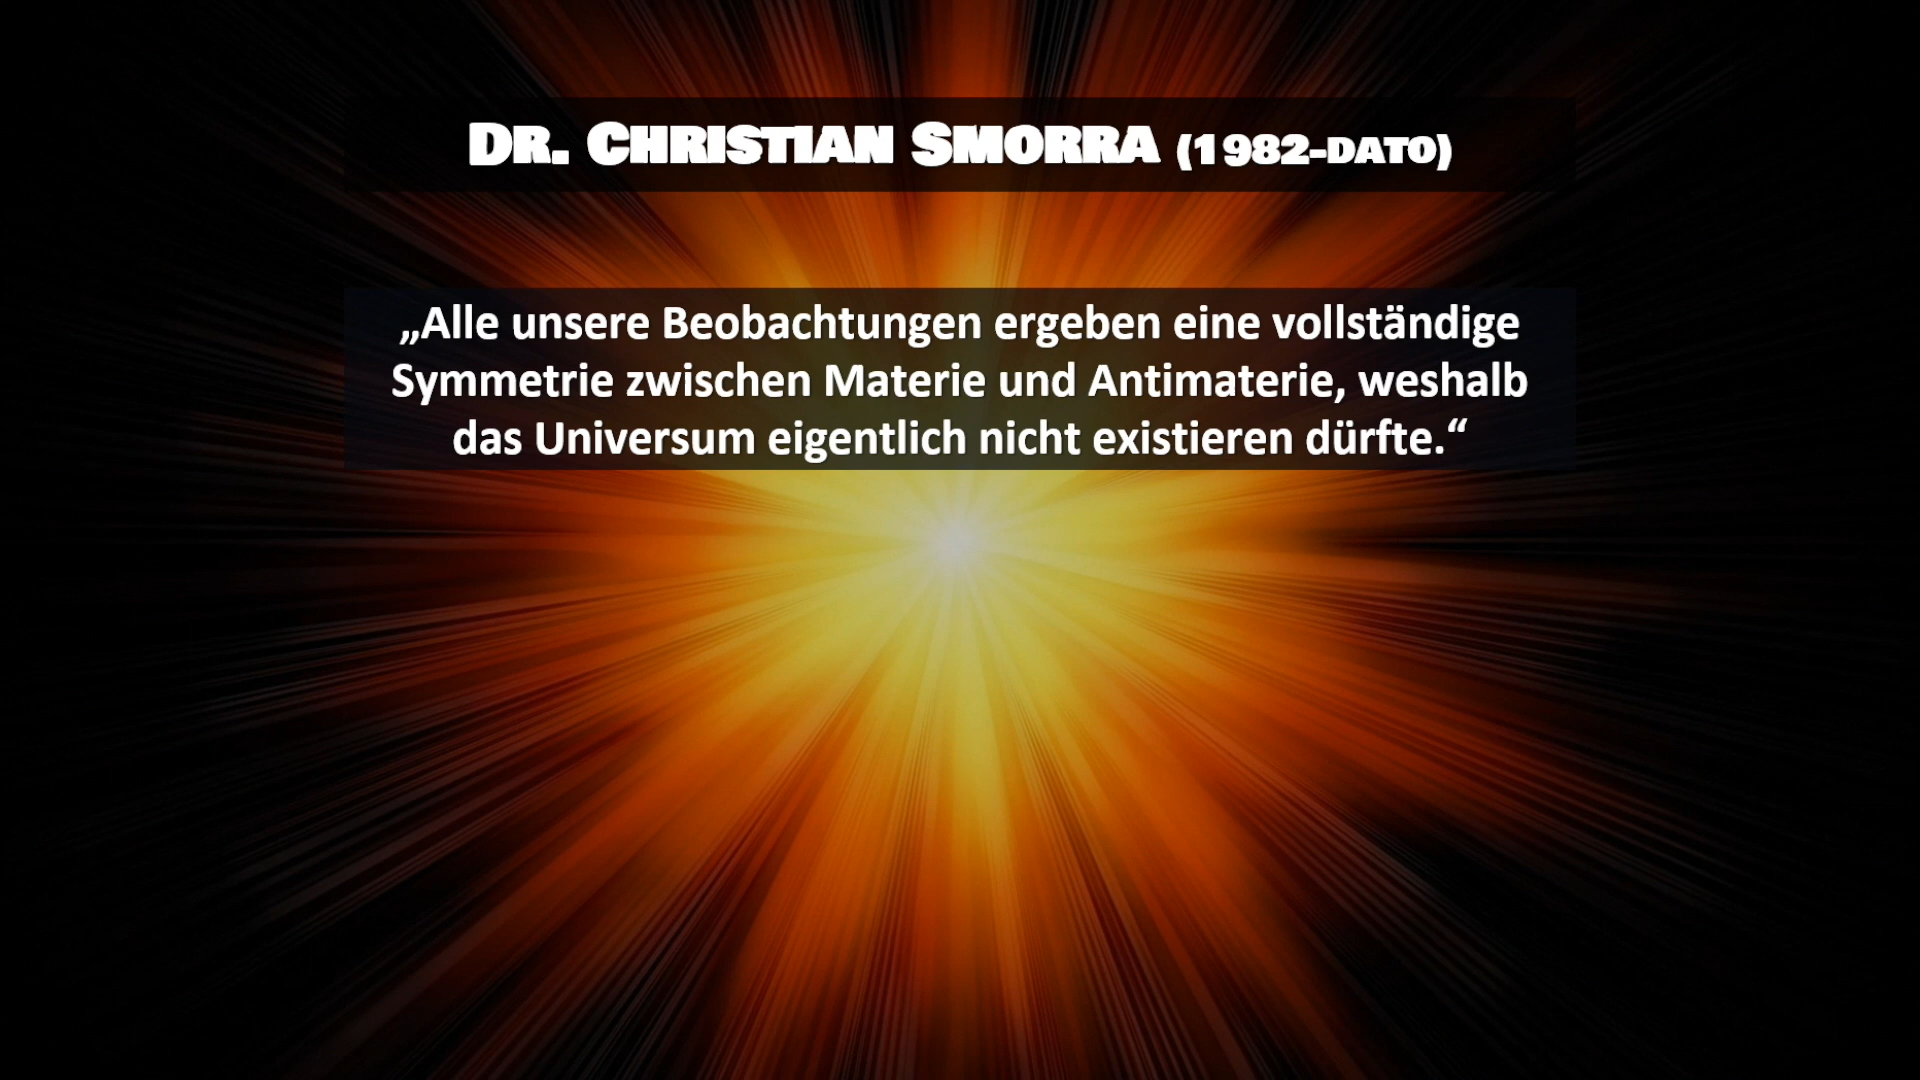 Dr. Christian Smorra (1982-dato)
„Alle unsere Beobachtungen ergeben eine vollständige
Symmetrie zwischen Materie und Antimaterie, weshalb
das Universum eigentlich nicht existieren dürfte.“